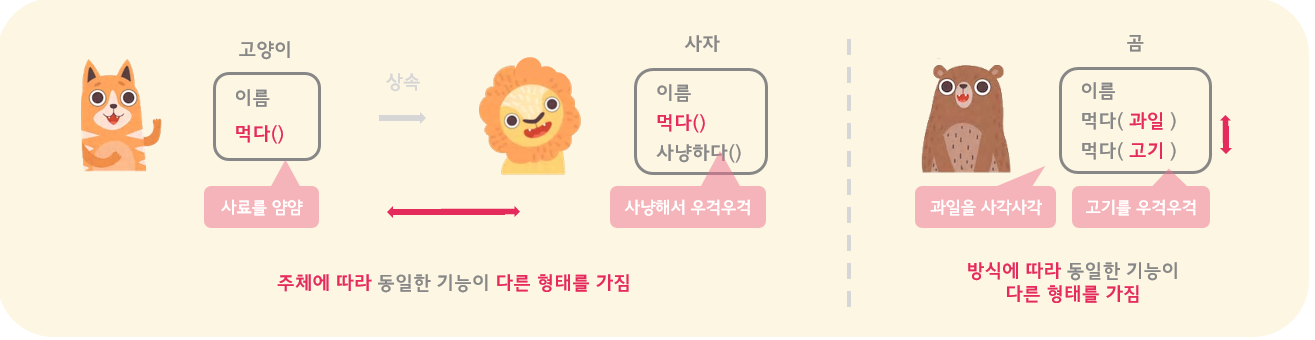 고양이
이름
먹다()
사료를 얌얌
상속
사자
이름
먹다()
사냥하다()
사냥해서 우걱우걱
주체에 따라 동일한 기능이 다른 형태를 가짐
곰
이름
먹다( 과일 )
먹다( 고기 )
과일을 사각사각
고기를 우걱우걱
방식에 따라 동일한 기능이
다른 형태를 가짐